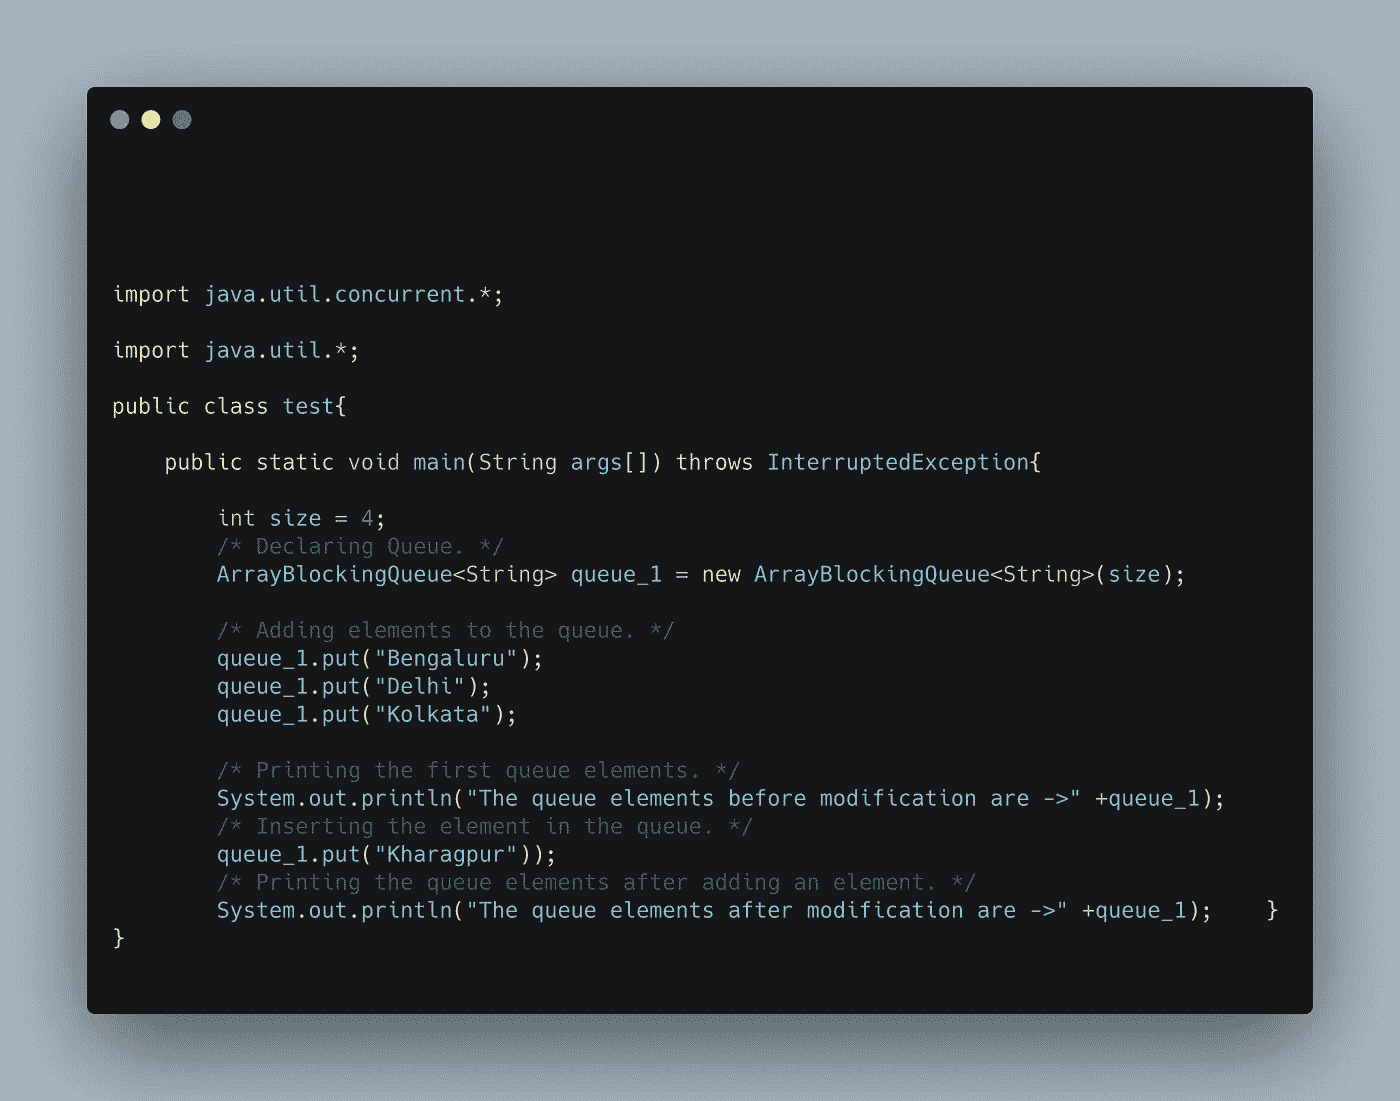 import java.util.concurrent.*;
import java.util.*;
public class test{
    public static void main(String args[]) throws InterruptedException{
        int size = 4;
        /* Declaring Queue. */
        ArrayBlockingQueue<String> queue_1 = new ArrayBlockingQueue<String>(size);
        /* Adding elements to the queue. */
        queue_1.put("Bengaluru");
        queue_1.put("Delhi");
        queue_1.put("Kolkata");
        /* Printing the first queue elements. */
        System.out.println("The queue elements before modification are ->" +queue_1);
        /* Inserting the element in the queue. */
        queue_1.put("Kharagpur"));
        /* Printing the queue elements after adding an element. */
        System.out.println("The queue elements after modification are ->" +queue_1);    }
}